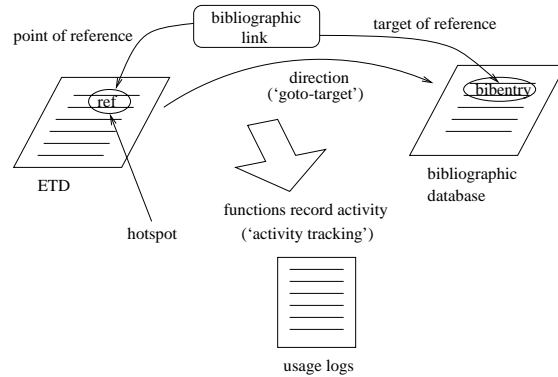 point of reference
bibliographic
link
target of reference
direction
(‘goto-target’)
ref
bibentry
ETD
bibliographic
database
hotspot
functions record activity
(‘activity tracking’)
usage logs